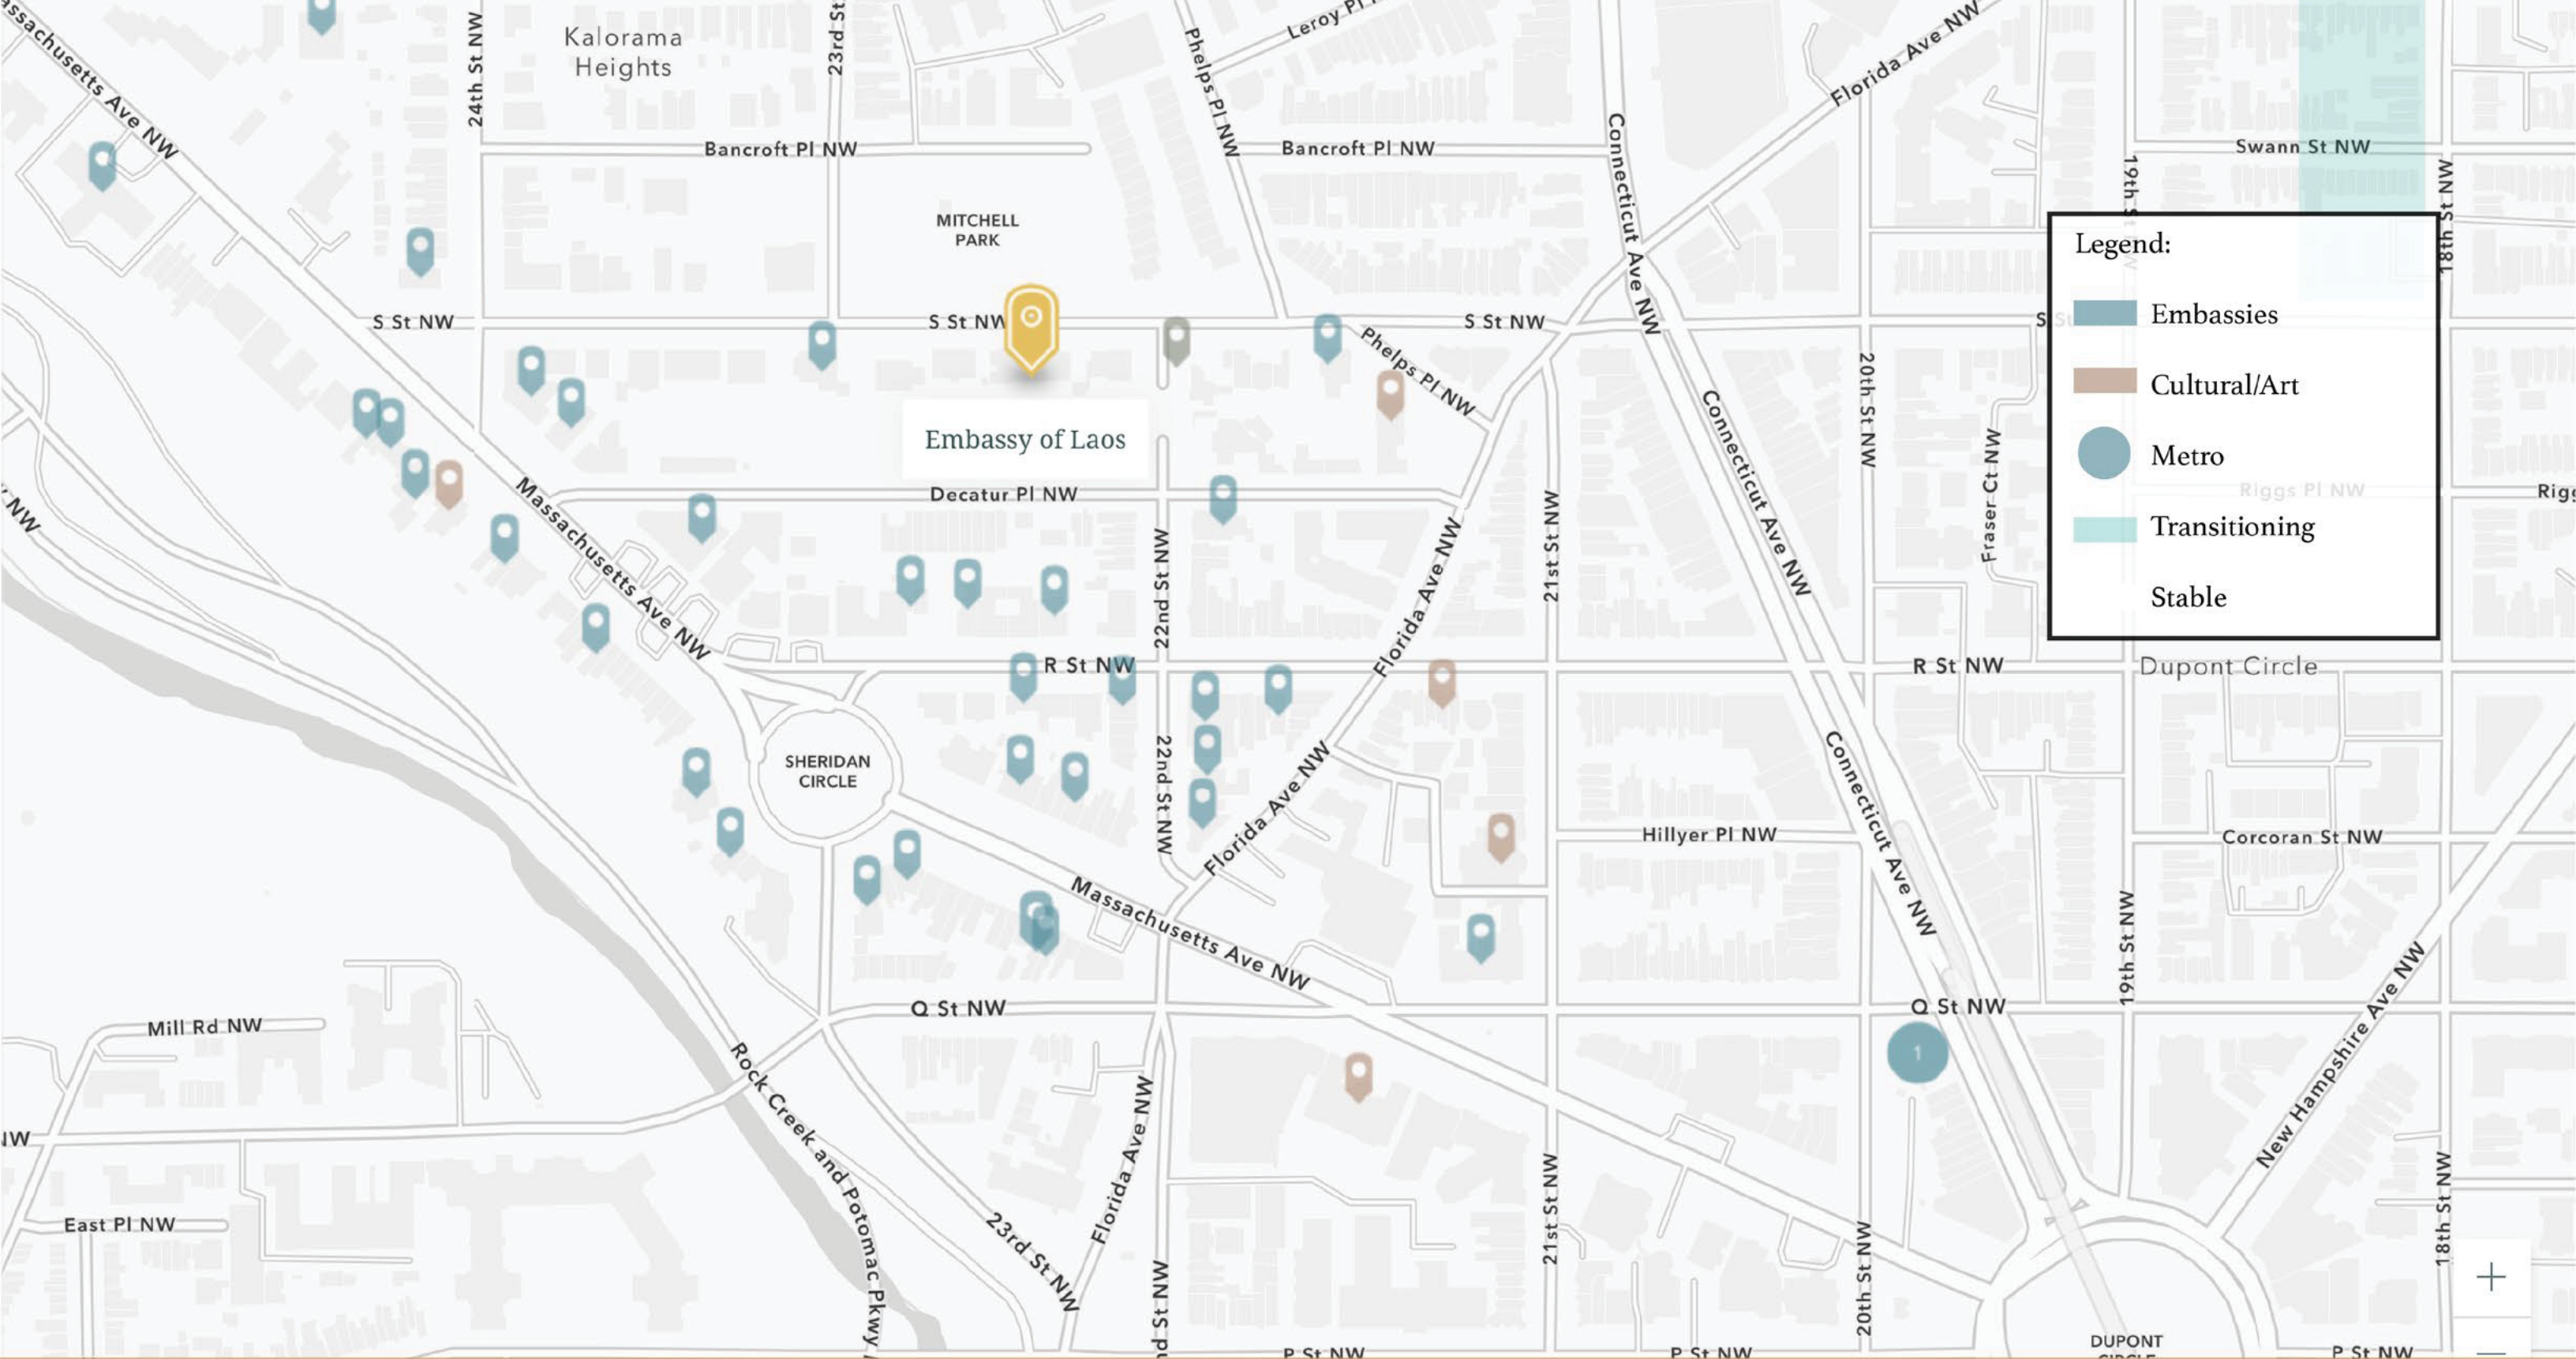 Massachusetts Ave NW
24th St NW
Kalorama
Heights
23rd St
Phelps Pl NW
Leroy Pl
Florida Ave NW
Bancroft Pl NW
Bancroft Pl NW
Connecticut Ave NW
Swann St NW
19th
18th St NW
MITCHELL
PARK
S St NW
S St NW
S St NW
Phelps Pl NW
Legend:
Embassies
Cultural/Art
Metro
Transitioning
Stable
Embassy of Laos
20th St NW
Connecticut Ave NW
Fraser Ct NW
Riggs Pl NW
Rigg
NW
Massachusetts Ave NW
Decatur Pl NW
22nd St NW
Florida Ave NW
21st St NW
R St NW
R St NW
Dupont Circle
SHERIDAN
CIRCLE
22nd St NW
Florida Ave NW
Connecticut Ave NW
Hillyer Pl NW
Corcoran St NW
Massachusetts Ave NW
19th St NW
New Hampshire Ave NW
Q St NW
Q St NW
Mill Rd NW
1
Rock Creek and Potomac Pkwy
Florida Ave NW
NW
East Pl NW
23rd St NW
21st St NW
20th St NW
18th St NW
St NW
DUPONT
CIRCLE
P St NW
P St NW
P St NW